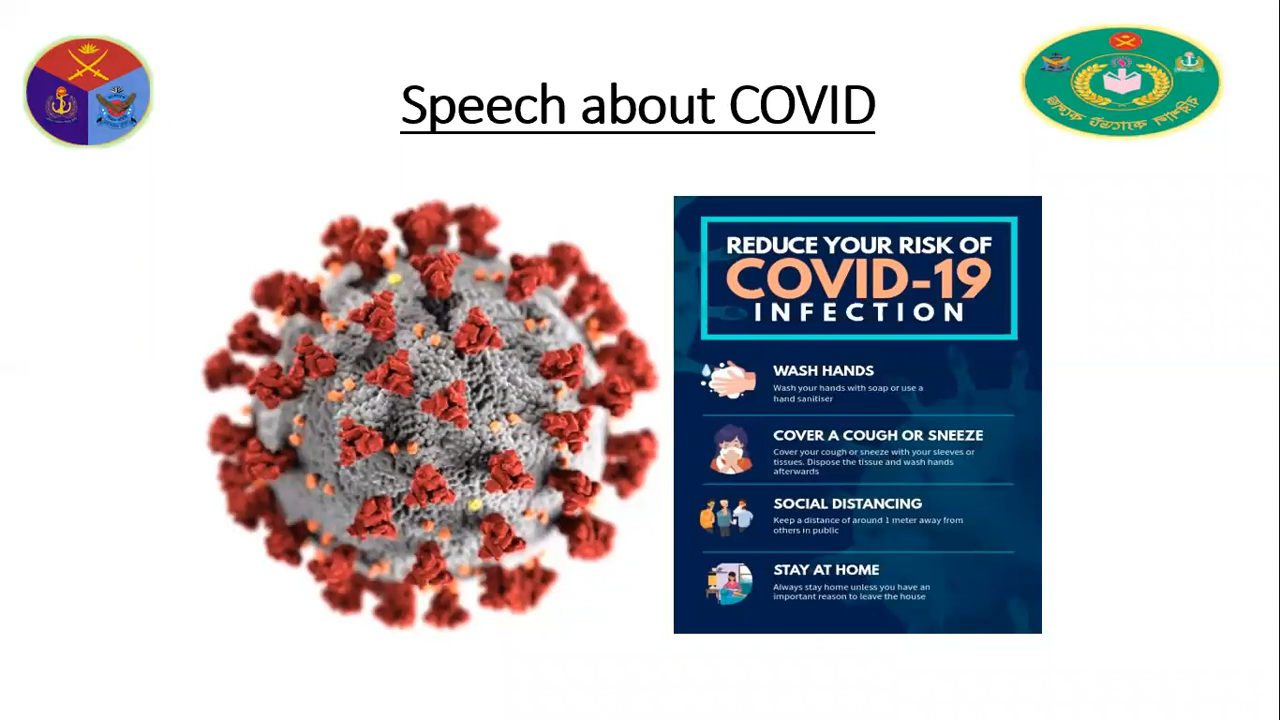 Speech about COVID
REDUCE YOUR RISK OF
COVID-19
INFECTION
WASH HANDS
Wash your hands with soap or use a
hand sanitiser
COVER A COUGH OR SNEEZE
Cover your cough or sneeze with your sleeves or
tissues. Dispose the tissue and wash hands
afterwards
SOCIAL DISTANCING
Keep a distance of around 1 meter away from
others in public
STAY AT HOME
Always stay home unless you have an
important reason to leave the house